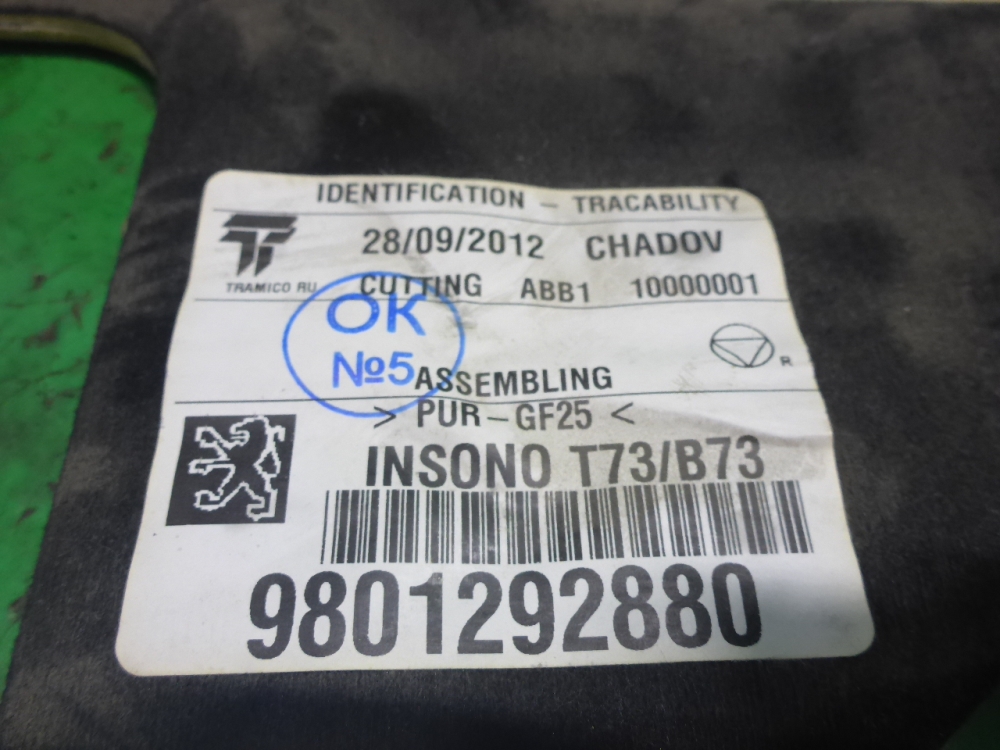 IDENTIFICATION - TRACABILITY
28/09/2012 CHADOV
TRAMICO RU CUTTING ABB1 10000001
OK
№5
R
ASSEMBLING
> PUR-GF25 <
INSONO T73/B73
9801292880